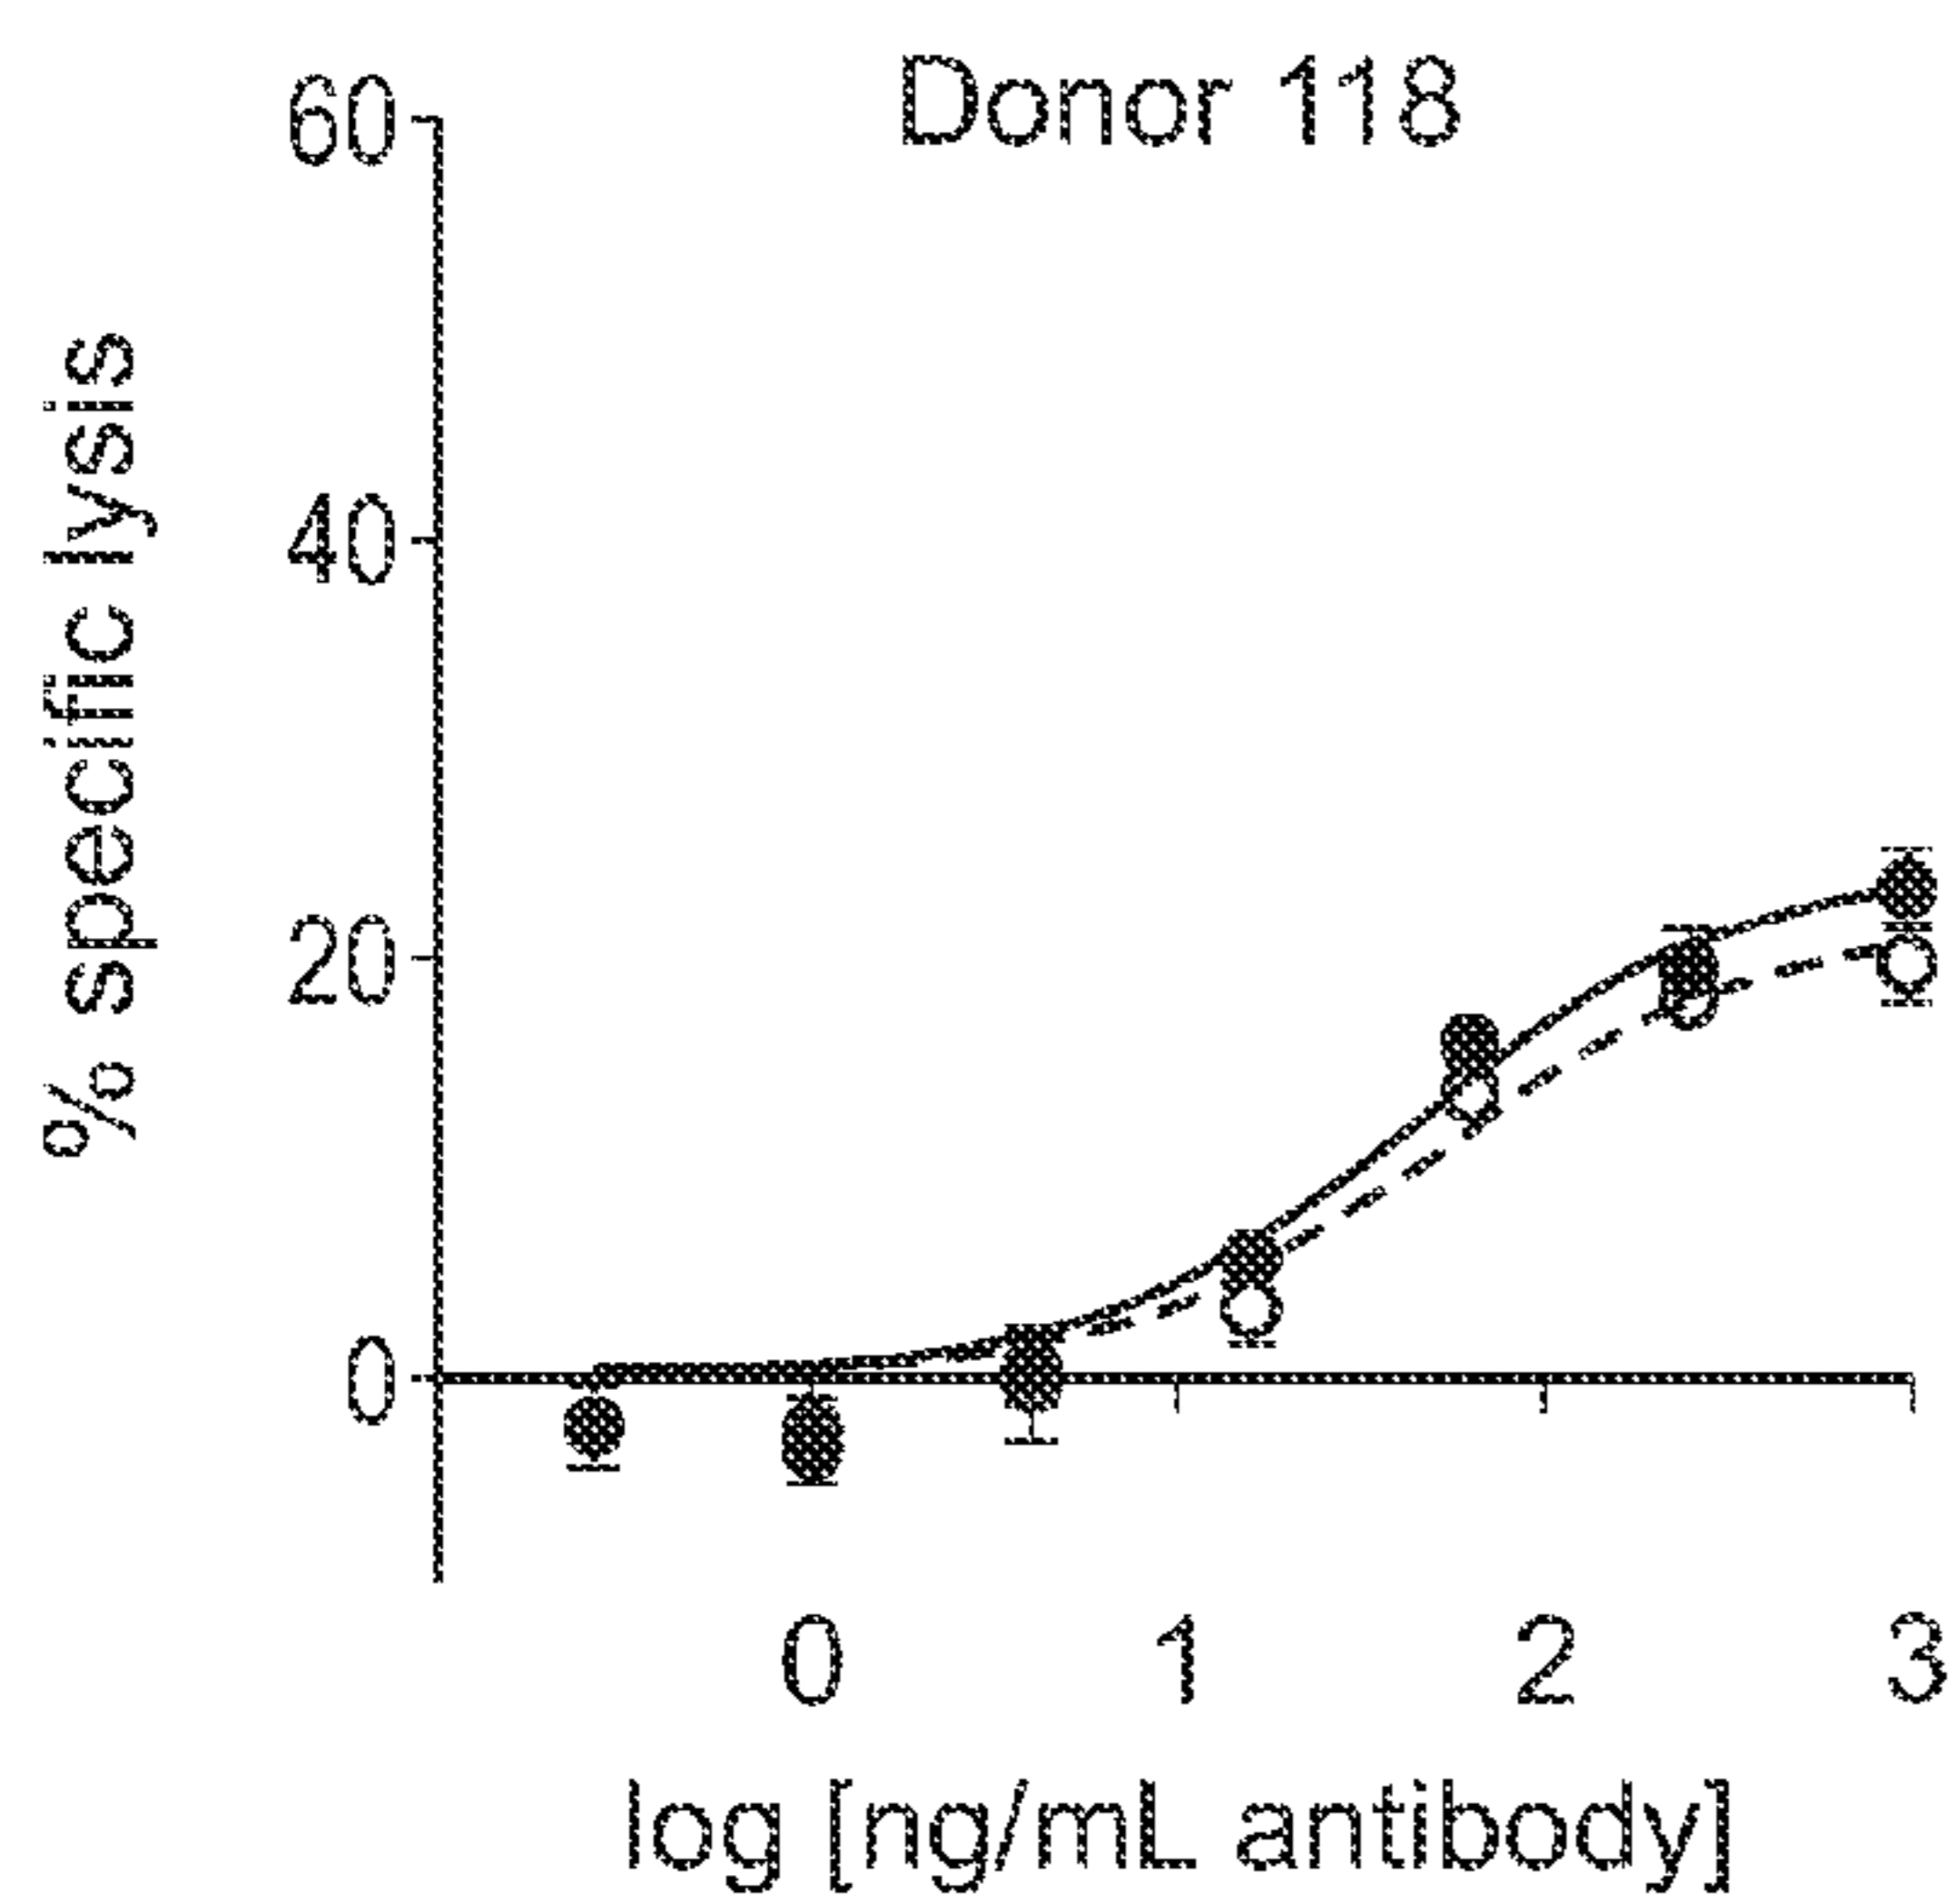 Donor 118
% specific lysis
60
40
20
0
0 1 2 3
log [ng/mL antibody]